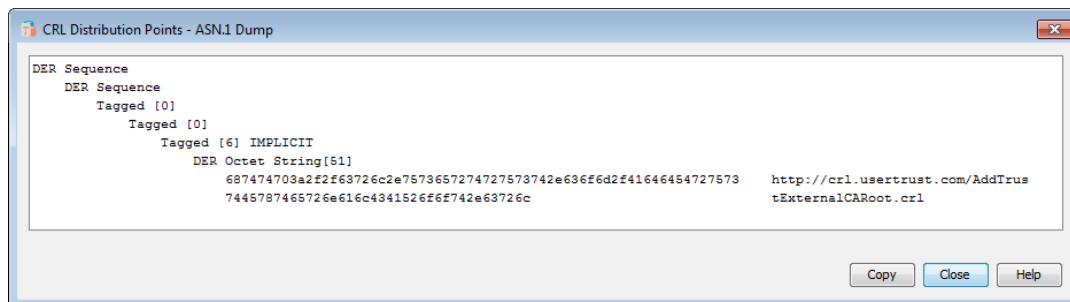 CRL Distribution Points - ASN.1 Dump
DER Sequence
DER Sequence
Tagged [0]
Tagged [0]
Tagged [6] IMPLICIT
DER Octet String[51]
687474703a2f2f63726c2e7573657274727573742e636f6d2f41646454727573 http://crl.usertrust.com/AddTrus
7445787465726e616c4341526f6f742e63726c tExternalCARoot.crl
Copy Close Help